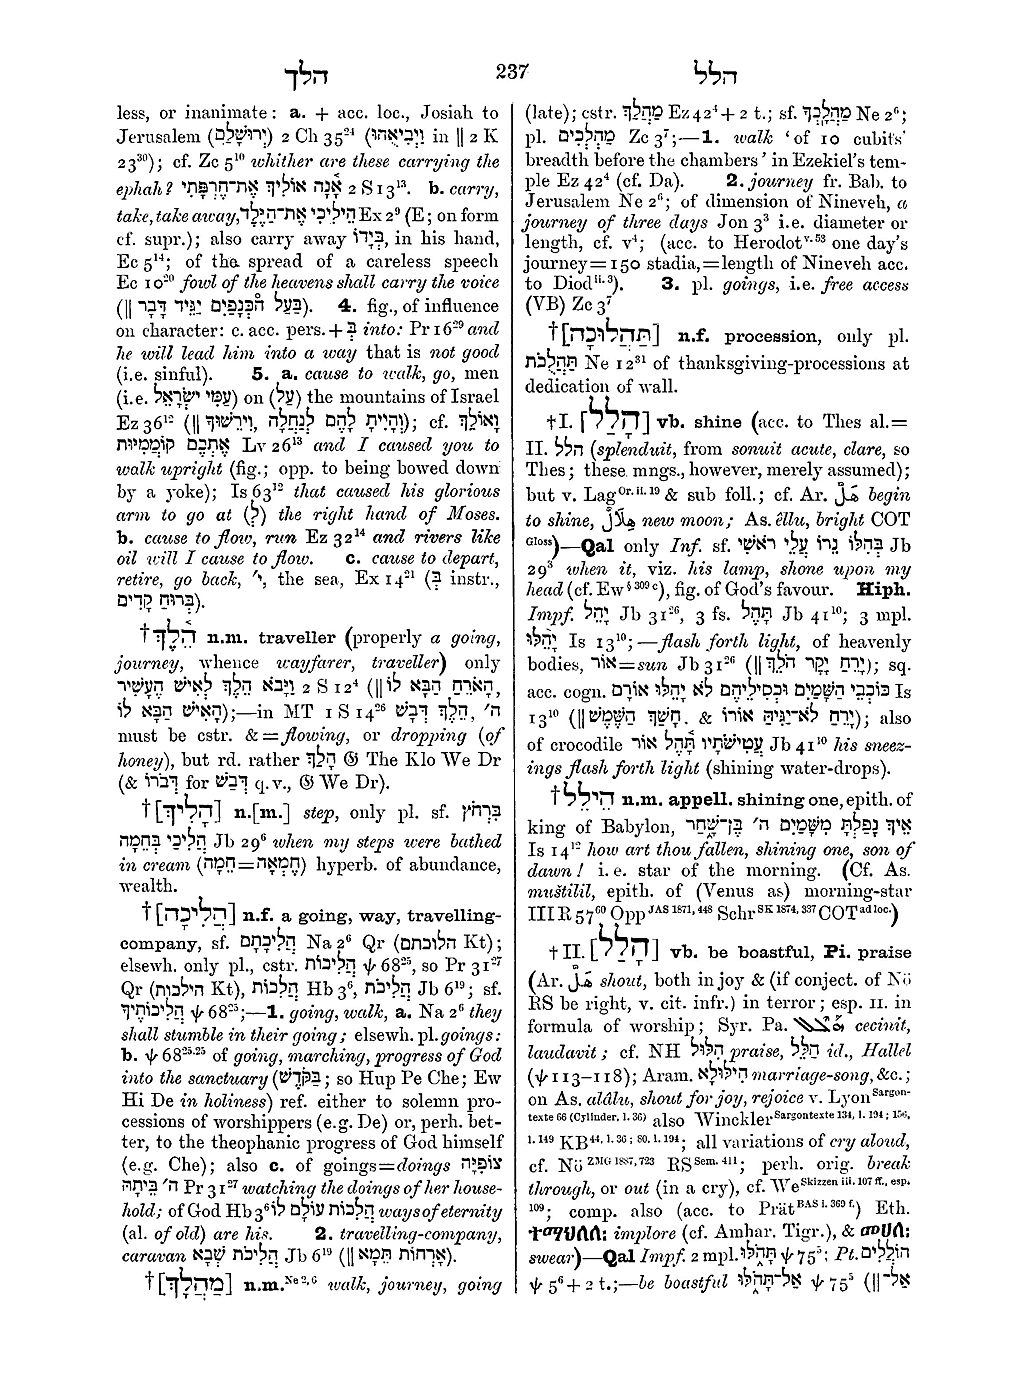 הלך
237
הלל
less, or inanimate: a. + acc. loc., Josiah to
Jerusalem (יְרוּשָׁלַ͏ִם) 2 Ch 35²⁴ (וַיְבִיאֻהוּ in || 2 K
23³⁰); cf. Zc 5¹⁰ whither are these carrying the
ephah? אָ֫נָה אוֹלִיךְ אֶת־חֶרְפָּתִי 2 S 13¹³. b. carry,
take, take away, הֵילִיכִי אֶת־הַיֶּלֶד Ex 2⁹ (E; on form
cf. supr.); also carry away בְּיָדוֹ, in his hand,
Ec 5¹⁴; of the spread of a careless speech
Ec 10²⁰ fowl of the heavens shall carry the voice
(|| בַּעַל הכְּנָפַיִם יַגֵּיד דָּבָר). 4. fig., of influence
on character: c. acc. pers. + בְּ into: Pr 16²⁹ and
he will lead him into a way that is not good
(i.e. sinful). 5. a. cause to walk, go, men
(i.e. עַמִּי יִשְׂרָאֵל) on (עַל) the mountains of Israel
Ez 36¹² (|| וִירֵשׁוּךָ, וְהָיִיתָ לָהֶם לְנַחֲלָה); cf. וָאוֹלֵךְ
אֶתְכֶם קוֹמֲמִיּוּת Lv 26¹³ and I caused you to
walk upright (fig.; opp. to being bowed down
by a yoke); Is 63¹² that caused his glorious
arm to go at (לְ) the right hand of Moses.
b. cause to flow, run Ez 32¹⁴ and rivers like
oil will I cause to flow. c. cause to depart,
retire, go back, י׳, the sea, Ex 14²¹ (בְּ instr.,
בְּרוּחַ קָדִים).
†הֵ֫לֶךְ n.m. traveller (properly a going,
journey, whence wayfarer, traveller) only
וַיָּבֹא הֵלֶךְ לְאִישׁ הֶעָשִׁיר 2 S 12⁴ (|| הָאֹרֵחַ הַבָּא לוֹ,
הָאִישׁ הַבָּא לוֹ);—in MT 1 S 14²⁶ הֵלֶךְ דְּבָשׁ, ה׳
must be cstr. & = flowing, or dropping (of
honey), but rd. rather הָלַךְ 𝔊 The Klo We Dr
(& דְּבֹרוֹ for דְּבַשׁ q.v., 𝔊 We Dr).
†[הָלִיךְ] n.[m.] step, only pl. sf. בִּרְחֹץ
הֲלִיכַי בְּחֵמָה Jb 29⁶ when my steps were bathed
in cream (חֵמָה=חֶמְאָה) hyperb. of abundance,
wealth.
†[הֲלִיכָה] n.f. a going, way, travelling-
company, sf. הֲלִיכָתָם Na 2⁶ Qr (הלוכתם Kt);
elsewh. only pl., cstr. הֲלִיכוֹת ψ 68²⁵, so Pr 31²⁷
Qr (הילכות Kt), הֲלִכוֹת Hb 3⁶, הֲלִיכֹת Jb 6¹⁹; sf.
הֲלִיכוֹתֶיךָ ψ 68²⁵;—1. going, walk, a. Na 2⁶ they
shall stumble in their going; elsewh. pl. goings:
b. ψ 68²⁵·²⁵ of going, marching, progress of God
into the sanctuary (בַּקֹּדֶשׁ; so Hup Pe Che; Ew
Hi De in holiness) ref. either to solemn pro-
cessions of worshippers (e.g. De) or, perh. bet-
ter, to the theophanic progress of God himself
(e.g. Che); also c. of goings=doings צוֹפִיָּה
ה׳ בֵּיתָהּ Pr 31²⁷ watching the doings of her house-
hold; of God Hb 3⁶ הֲלִכוֹת עוֹלָם לוֹ ways of eternity
(al. of old) are his. 2. travelling-company,
caravan הֲלִיכֹת שְׁבָא Jb 6¹⁹ (|| אָרְחוֹת תֵּמָא).
†[מַהֲלָךְ] n.m.ᴺᵉ ²,⁶ walk, journey, going
(late); cstr. מַהֲלַךְ Ez 42⁴ + 2 t.; sf. מַהֲלָכְךָ Ne 2⁶;
pl. מַהְלְכִים Zc 3⁷;—1. walk ‘of 10 cubits’
breadth before the chambers’ in Ezekiel's tem-
ple Ez 42⁴ (cf. Da). 2. journey fr. Bab. to
Jerusalem Ne 2⁶; of dimension of Nineveh, a
journey of three days Jon 3³ i.e. diameter or
length, cf. v⁴; (acc. to Herodot v. 53 one day's
journey=150 stadia,=length of Nineveh acc.
to Diod ii. 3). 3. pl. goings, i.e. free access
(VB) Zc 3⁷
†[תַּהֲלוּכָה] n.f. procession, only pl.
תַּהֲלֻכֹת Ne 12³¹ of thanksgiving-processions at
dedication of wall.
†I. [הָלַל] vb. shine (acc. to Thes al.=
II. הלל (splenduit, from sonuit acute, clare, so
Thes; these mngs., however, merely assumed);
but v. Lag Or. ii. 19 & sub foll.; cf. Ar. هَلَّ begin
to shine, هِلَالٌ new moon; As. êllu, bright COT
Gloss)—Qal only Inf. sf. בְּהִלּוֹ נֵרוֹ עֲלֵי רֹאשִׁי Jb
29³ when it, viz. his lamp, shone upon my
head (cf. Ew § 309 c), fig. of God's favour. Hiph.
Impf. יָהֵל Jb 31²⁶, 3 fs. תָּהֶל Jb 41¹⁰; 3 mpl.
יָהֵ֫לּוּ Is 13¹⁰;—flash forth light, of heavenly
bodies, אוֹר=sun Jb 31²⁶ (|| יָרֵחַ יָקָר הֹלֵךְ); sq.
acc. cogn. כּוֹכְבֵי הַשָּׁמַיִם וּכְסִילֵיהֶם לֹא יָהֵלּוּ אוֹרָם Is
13¹⁰ (|| חָשַׁךְ הַשֶּׁמֶשׁ. & יָרֵחַ לֹא־יַגִּיהַּ אוֹרוֹ); also
of crocodile עֲטִישֹׁתָיו תָּ֫הֶל אוֹר Jb 41¹⁰ his sneez-
ings flash forth light (shining water-drops).
†הֵילֵל n.m. appell. shining one, epith. of
king of Babylon, אֵיךְ נָפַלְתָּ מִשָּׁמַיִם ה׳ בֶּן־שָׁחַר
Is 14¹² how art thou fallen, shining one, son of
dawn! i.e. star of the morning. (Cf. As.
muštilil, epith. of (Venus as) morning-star
III R 57⁶⁰ Opp JAS 1871, 448 Schr SK 1874, 337 COT ad loc.)
†II. [הָלַל] vb. be boastful, Pi. praise
(Ar. هَلَّ shout, both in joy & (if conject. of Nö
RS be right, v. cit. infr.) in terror; esp. II. in
formula of worship; Syr. Pa. ܗܰܠܶܠ cecinit,
laudavit; cf. NH הִלּוּל praise, הַלֵּל id., Hallel
(ψ 113–118); Aram. הִילּוּלָא marriage-song, &c.;
on As. alâlu, shout for joy, rejoice v. Lyon Sargon-
texte 66 (Cylinder, l. 36) also Winckler Sargontexte 134, l. 194; 156,
l. 149 KB 44, l. 36; 80, l. 194; all variations of cry aloud,
cf. Nö ZMG 1887, 723 RS Sem. 411; perh. orig. break
through, or out (in a cry), cf. We Skizzen iii. 107 ff., esp.
109; comp. also (acc. to Prät BAS i. 369 f.) Eth.
ተማህለለ: implore (cf. Amhar. Tigr.), & መሀለ:
swear)—Qal Impf. 2 mpl. תָּהֹלּוּ ψ 75⁵; Pt. הוֹלְלִים
ψ 5⁶ + 2 t.;—be boastful אַל־תָּהֹלּוּ ψ 75⁵ (|| אַל־